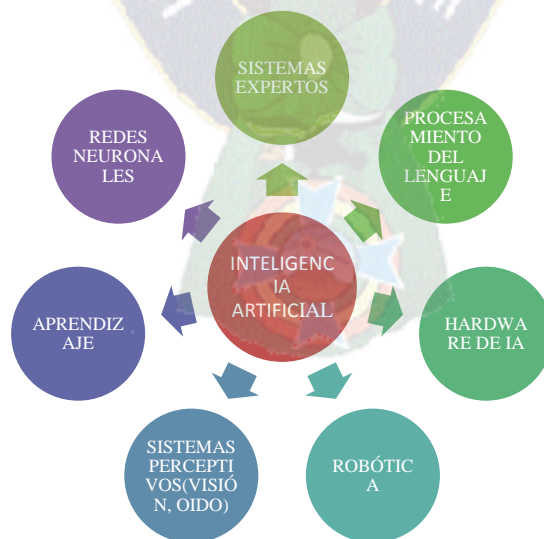 SISTEMAS
EXPERTOS
PROCESA
MIENTO
DEL
LENGUAJ
E
HARDWA
RE DE IA
ROBÓTIC
A
SISTEMAS
PERCEPTI
VOS(VISIÓ
N, OIDO)
APRENDIZ
AJE
REDES
NEURONA
LES
INTELIGENC
IA
ARTIFICIAL